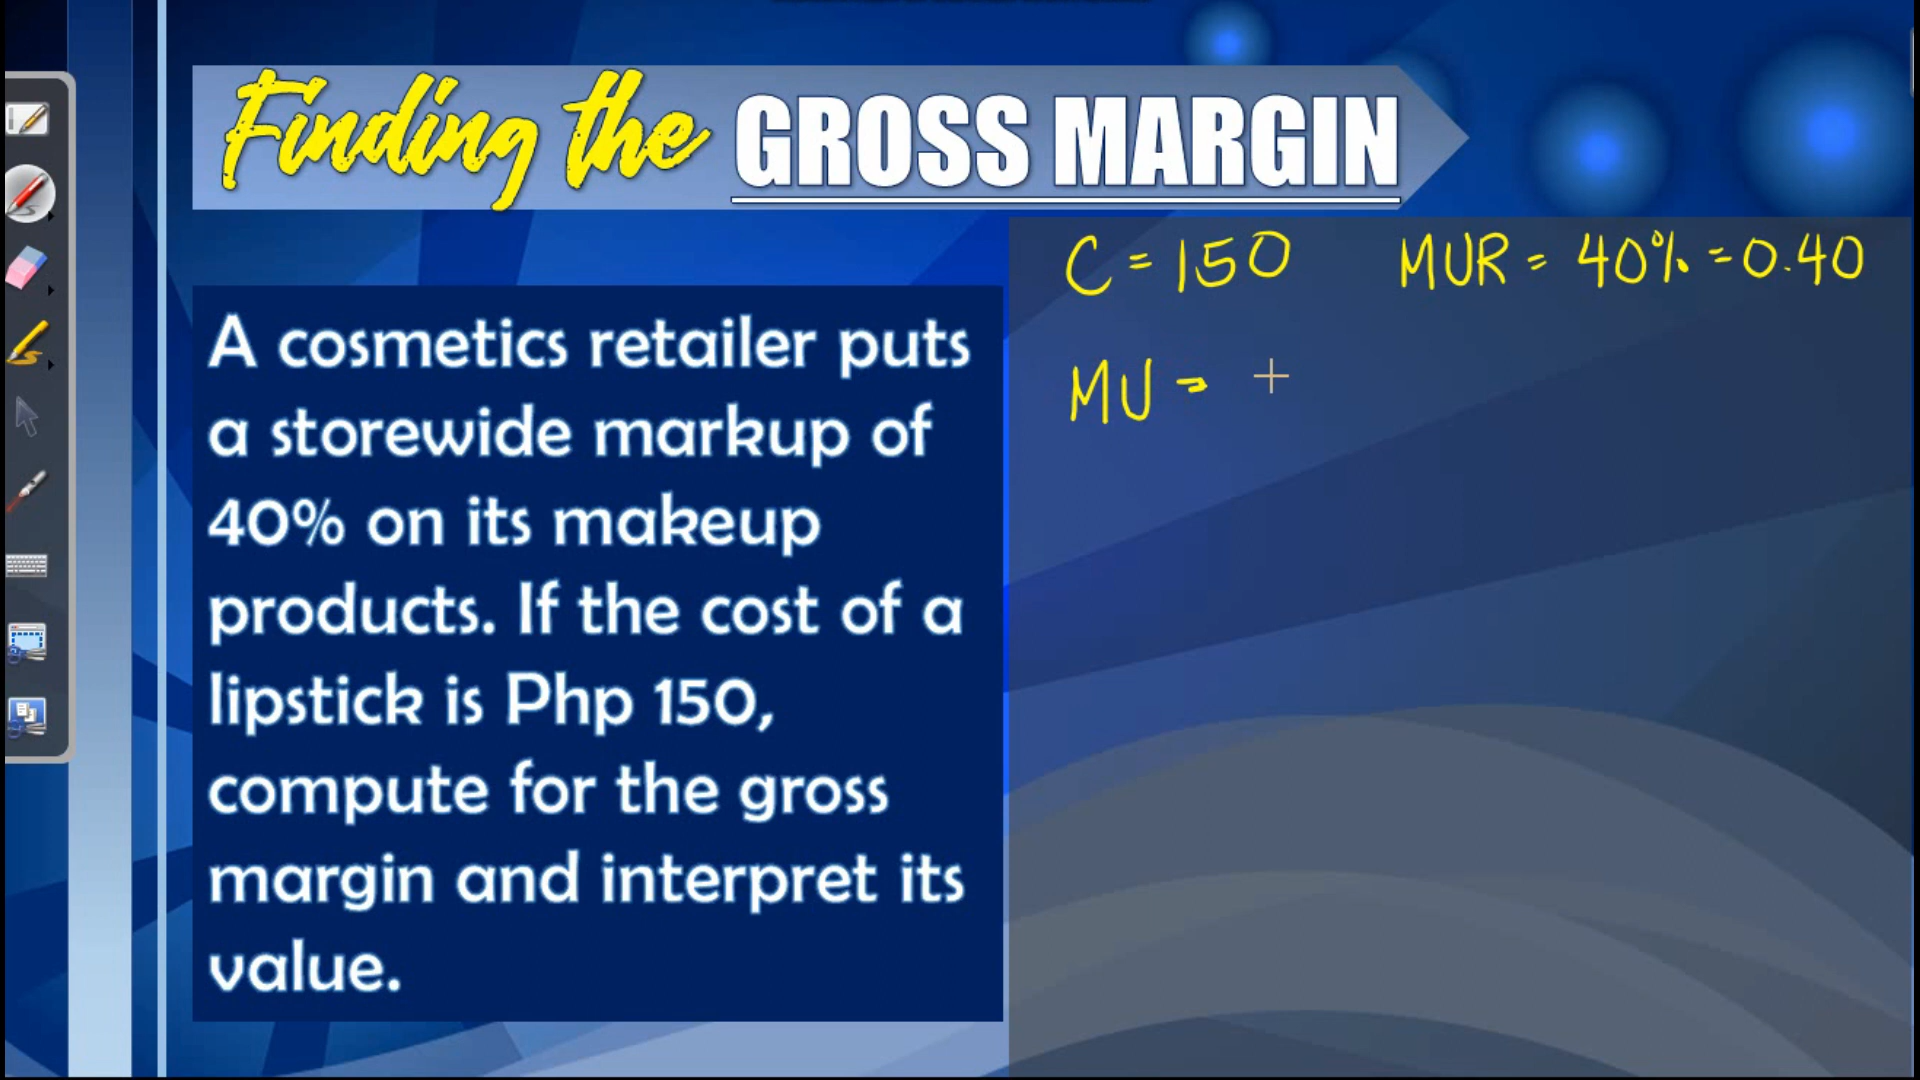 Finding the GROSS MARGIN
C = 150 MUR = 40% = 0.40
MU =
A cosmetics retailer puts
a storewide markup of
40% on its makeup
products. If the cost of a
lipstick is Php 150,
compute for the gross
margin and interpret its
value.